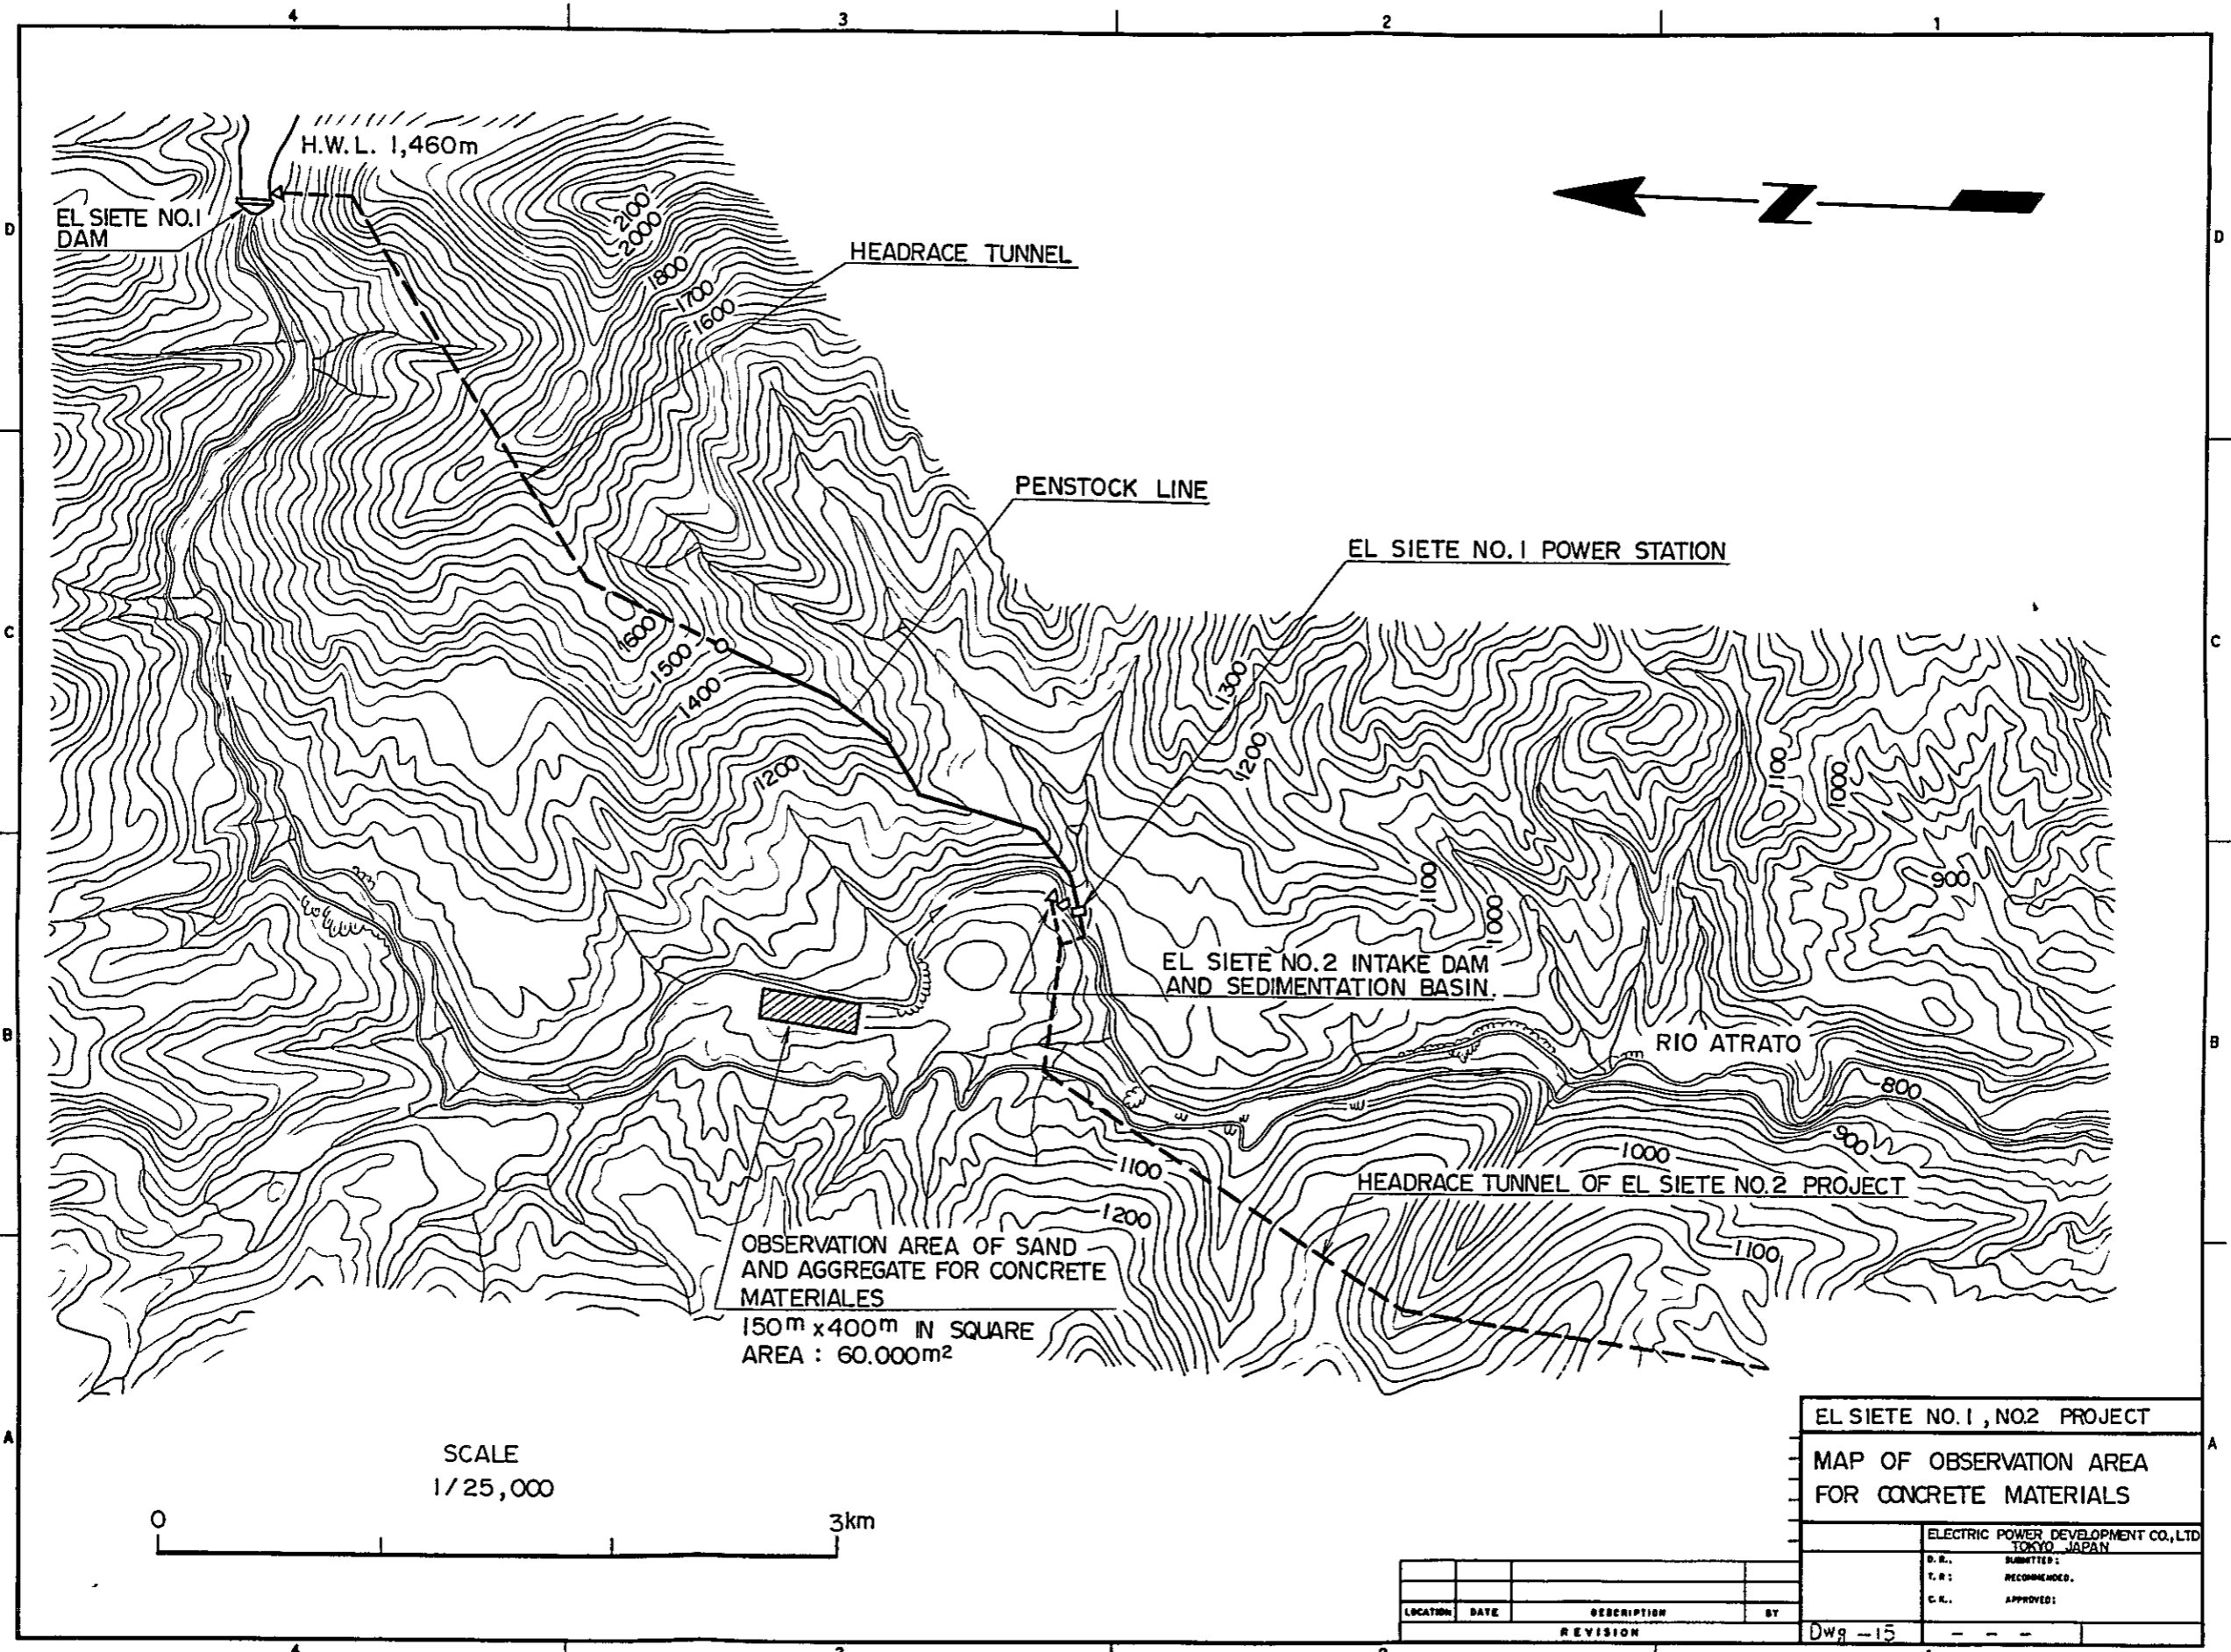 4 3 2 1
H.W.L. 1,460m
EL SIETE NO.1
DAM
2100
2000
1800
1700
1600
HEADRACE TUNNEL
N
D
D
PENSTOCK LINE
EL SIETE NO.1 POWER STATION
C
C
1600
1500
1400
1200
1300
1200
1100
1000
1100
1000
900
EL SIETE NO.2 INTAKE DAM
AND SEDIMENTATION BASIN.
B
B
RIO ATRATO
800
900
1000
1100
1200
1100
HEADRACE TUNNEL OF EL SIETE NO.2 PROJECT
OBSERVATION AREA OF SAND
AND AGGREGATE FOR CONCRETE
MATERIALES
150m x400m IN SQUARE
AREA : 60.000m²
A
A
SCALE
1/25,000
0 3km
EL SIETE NO.1, NO.2 PROJECT
MAP OF OBSERVATION AREA
FOR CONCRETE MATERIALS
ELECTRIC POWER DEVELOPMENT CO., LTD
TOKYO JAPAN
D.R., SUBMITTED:
T.R: RECOMMENDED.
C.K., APPROVED:
LOCATION DATE DESCRIPTION BY
REVISION
Dwg -15 - - -